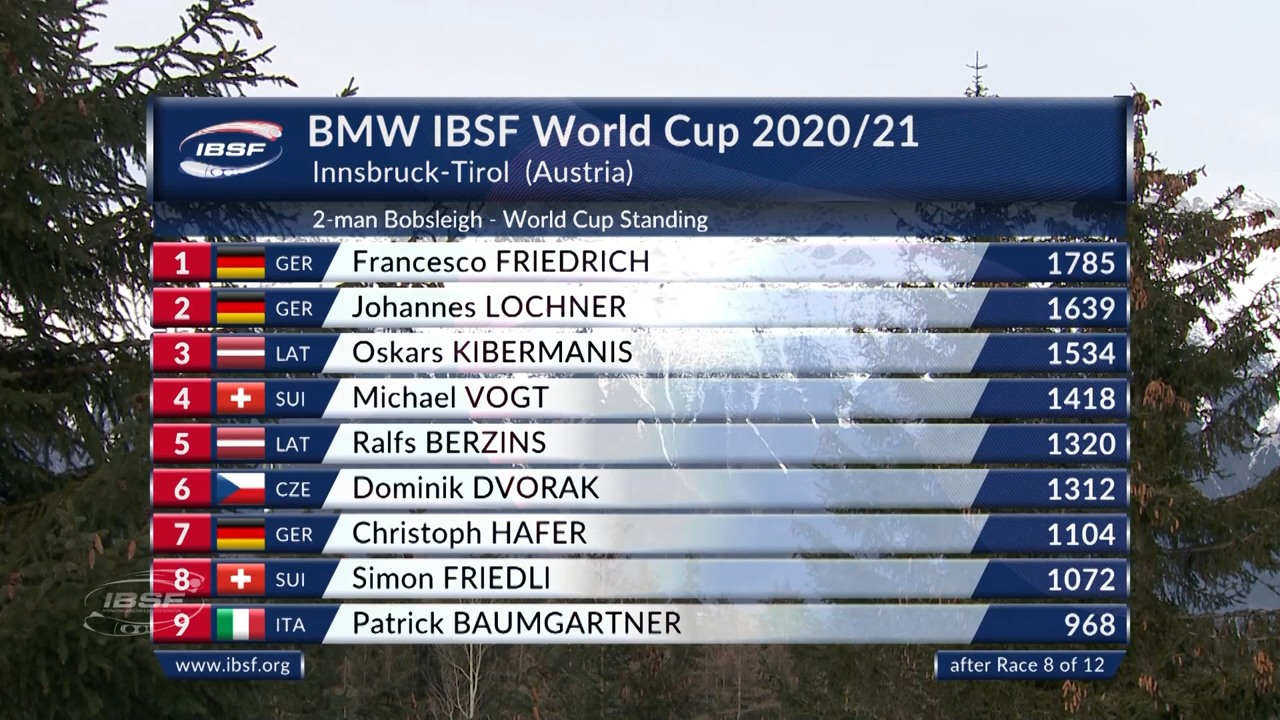 IBSF
BMW IBSF World Cup 2020/21
Innsbruck-Tirol (Austria)
2-man Bobsleigh - World Cup Standing
1 GER Francesco FRIEDRICH 1785
2 GER Johannes LOCHNER 1639
3 LAT Oskars KIBERMANIS 1534
4 SUI Michael VOGT 1418
5 LAT Ralfs BERZINS 1320
6 CZE Dominik DVORAK 1312
7 GER Christoph HAFER 1104
8 SUI Simon FRIEDLI 1072
IBSF
9 ITA Patrick BAUMGARTNER 968
www.ibsf.org
after Race 8 of 12